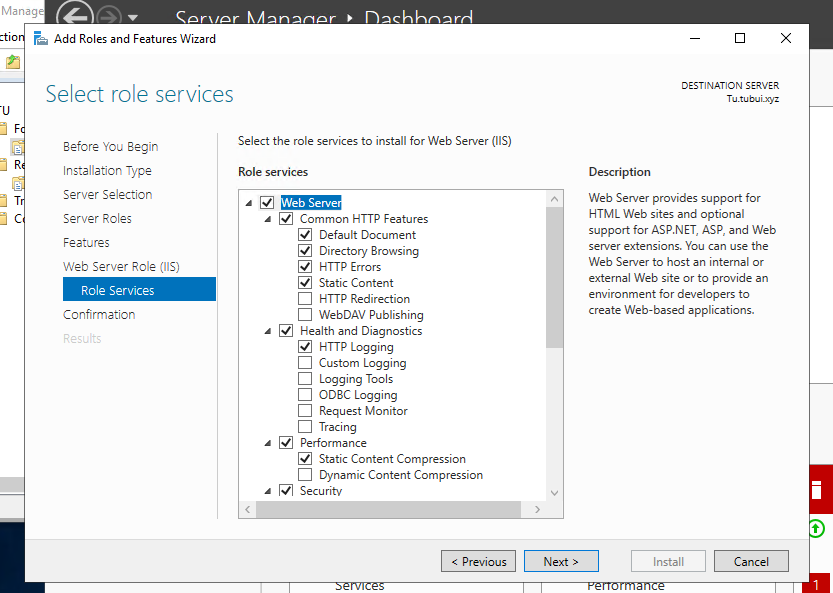 Manage
Server Manager ‣ Dashboard
ction
TU
Fo
Re
Tr
Co
Add Roles and Features Wizard
Select role services
DESTINATION SERVER
Tu.tubui.xyz
Before You Begin
Installation Type
Server Selection
Server Roles
Features
Web Server Role (IIS)
Role Services
Confirmation
Results
Select the role services to install for Web Server (IIS)
Role services
Web Server
Common HTTP Features
Default Document
Directory Browsing
HTTP Errors
Static Content
HTTP Redirection
WebDAV Publishing
Health and Diagnostics
HTTP Logging
Custom Logging
Logging Tools
ODBC Logging
Request Monitor
Tracing
Performance
Static Content Compression
Dynamic Content Compression
Security
Description
Web Server provides support for
HTML Web sites and optional
support for ASP.NET, ASP, and Web
server extensions. You can use the
Web Server to host an internal or
external Web site or to provide an
environment for developers to
create Web-based applications.
< Previous
Next >
Install
Cancel
Services
Performance
1